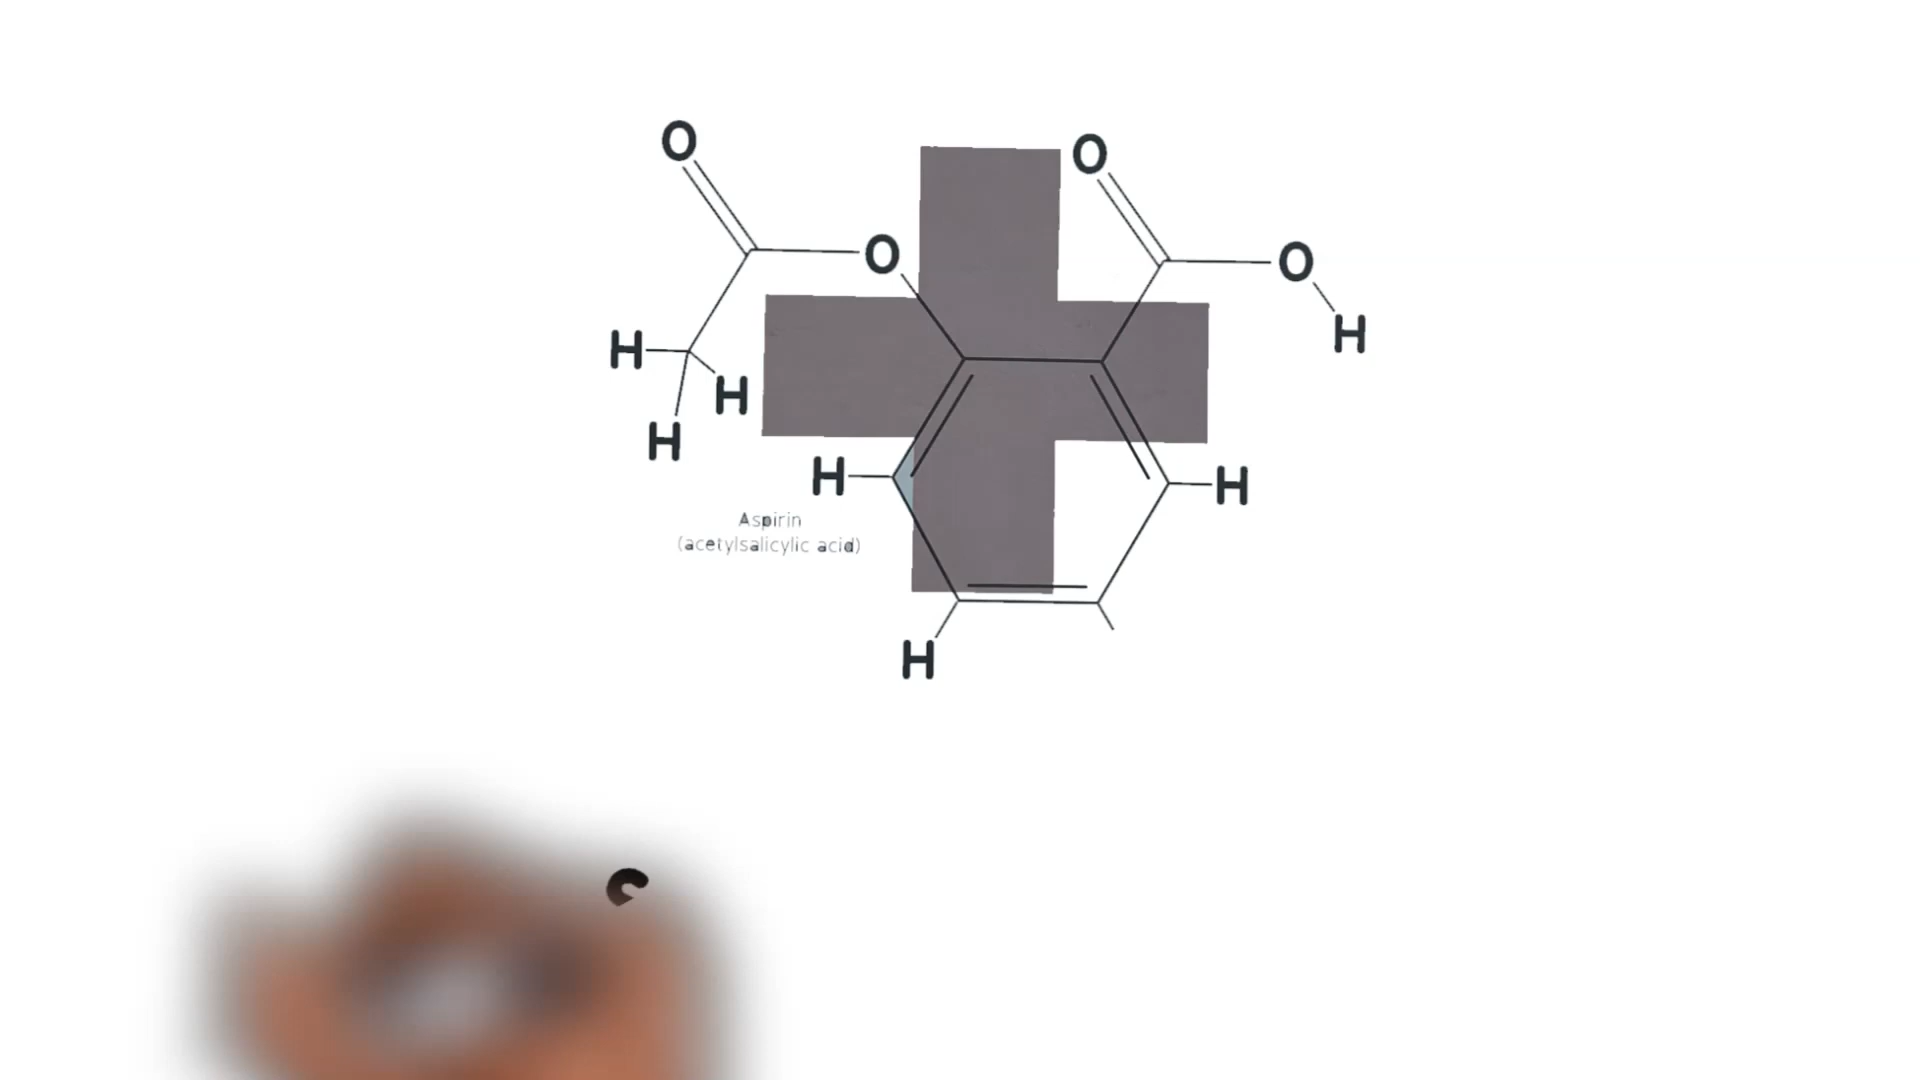 O O
O O
H
H
H
H
H H
Aspirin
(acetylsalicylic acid)
H